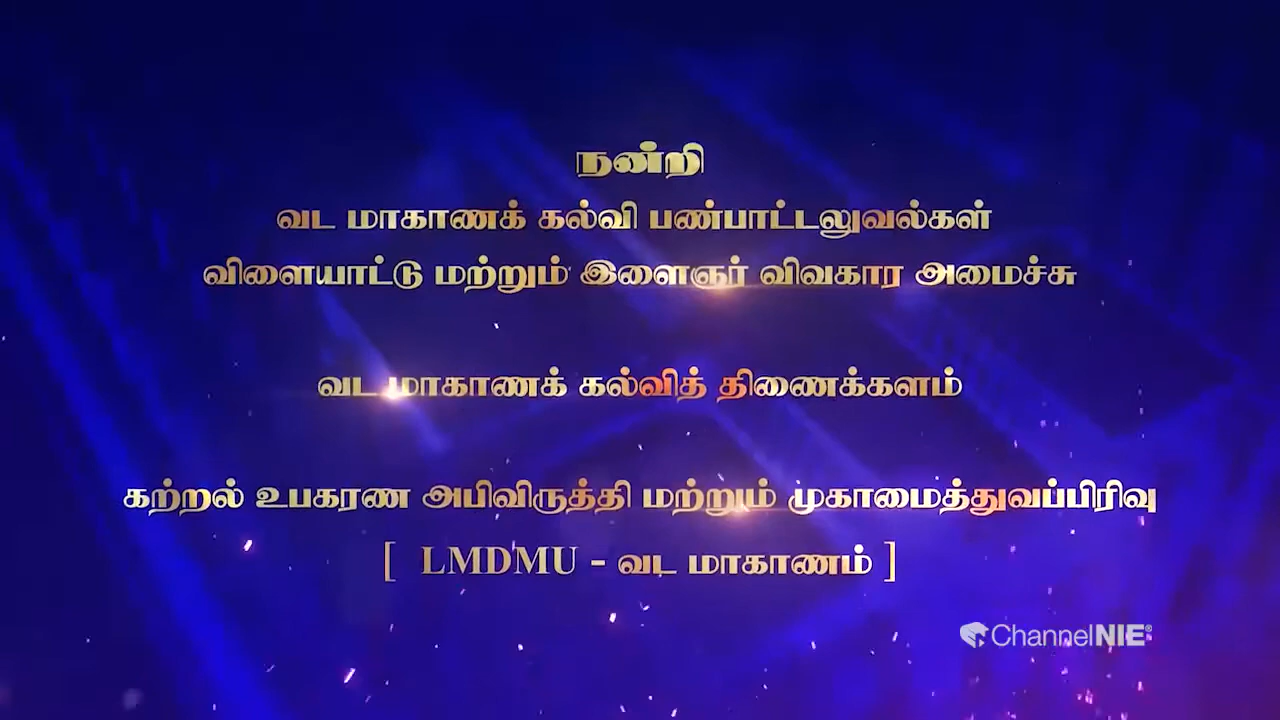 நன்றி
வட மாகாணக் கல்வி பண்பாட்டலுவல்கள்
விளையாட்டு மற்றும் இளைஞர் விவகார அமைச்சு
வட மாகாணக் கல்வித் திணைக்களம்
கற்றல் உபகரண அபிவிருத்தி மற்றும் முகாமைத்துவப்பிரிவு
[ LMDMU - வட மாகாணம் ]
ChannelNIE®